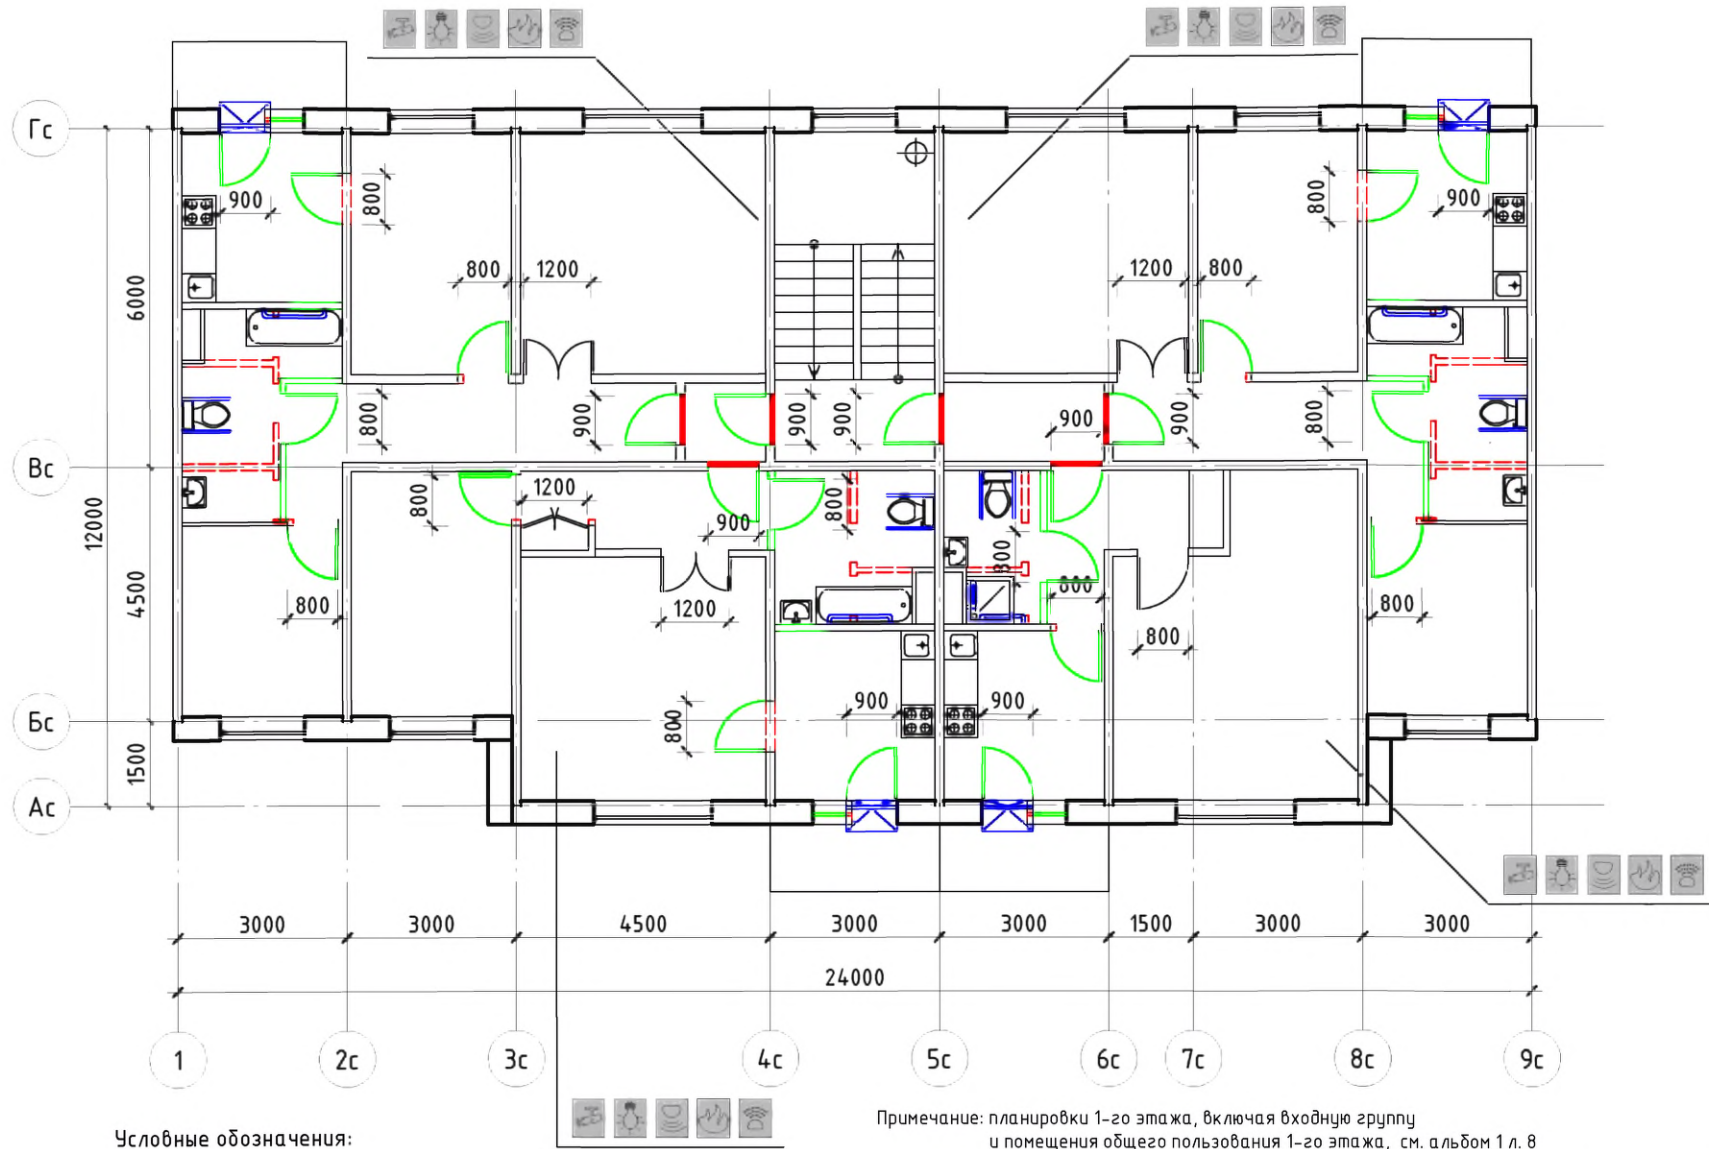 Гс
900
800
800
1200
1200
800
800
900
6000
800
900
900
900
900
900
800
Вс
12000
800
1200
900
800
800
800
4500
800
1200
800
800
Бс
800
900
900
1500
Ас
3000
3000
4500
3000
3000
1500
3000
3000
24000
1
2с
3с
4с
5с
6с
7с
8с
9с
Примечание: планировки 1-го этажа, включая входную группу
и помещения общего пользования 1-го этажа, см. альбом 1 л. 8
Условные обозначения: